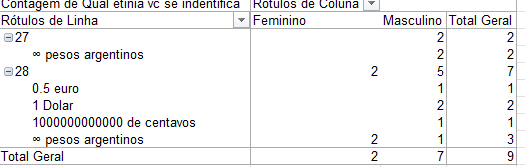 Contagem de Qual etinia vc se indentifica Rótulos de Coluna
Rótulos de Linha Feminino Masculino Total Geral
27 2 2
∞ pesos argentinos 2 2
28 2 5 7
0.5 euro 1 1
1 Dolar 2 2
1000000000000 de centavos 1 1
∞ pesos argentinos 2 1 3
Total Geral 2 7 9